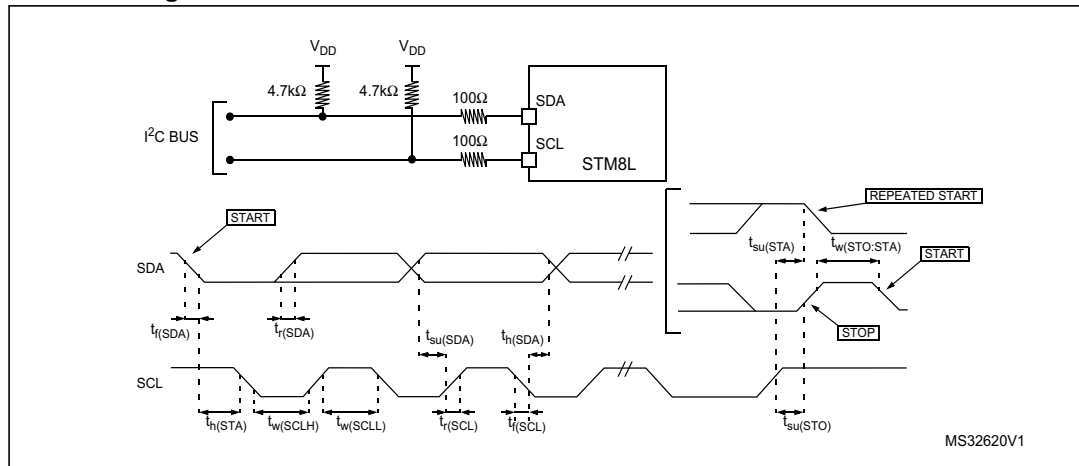 VDD VDD
4.7kΩ 4.7kΩ 100Ω SDA
I²C BUS 100Ω SCL
STM8L
REPEATED START
START
tsu(STA) tw(STO:STA)
START
SDA
STOP
tf(SDA) tr(SDA) tsu(SDA) th(SDA)
SCL
th(STA) tw(SCLH) tw(SCLL) tr(SCL) tf(SCL) tsu(STO)
MS32620V1